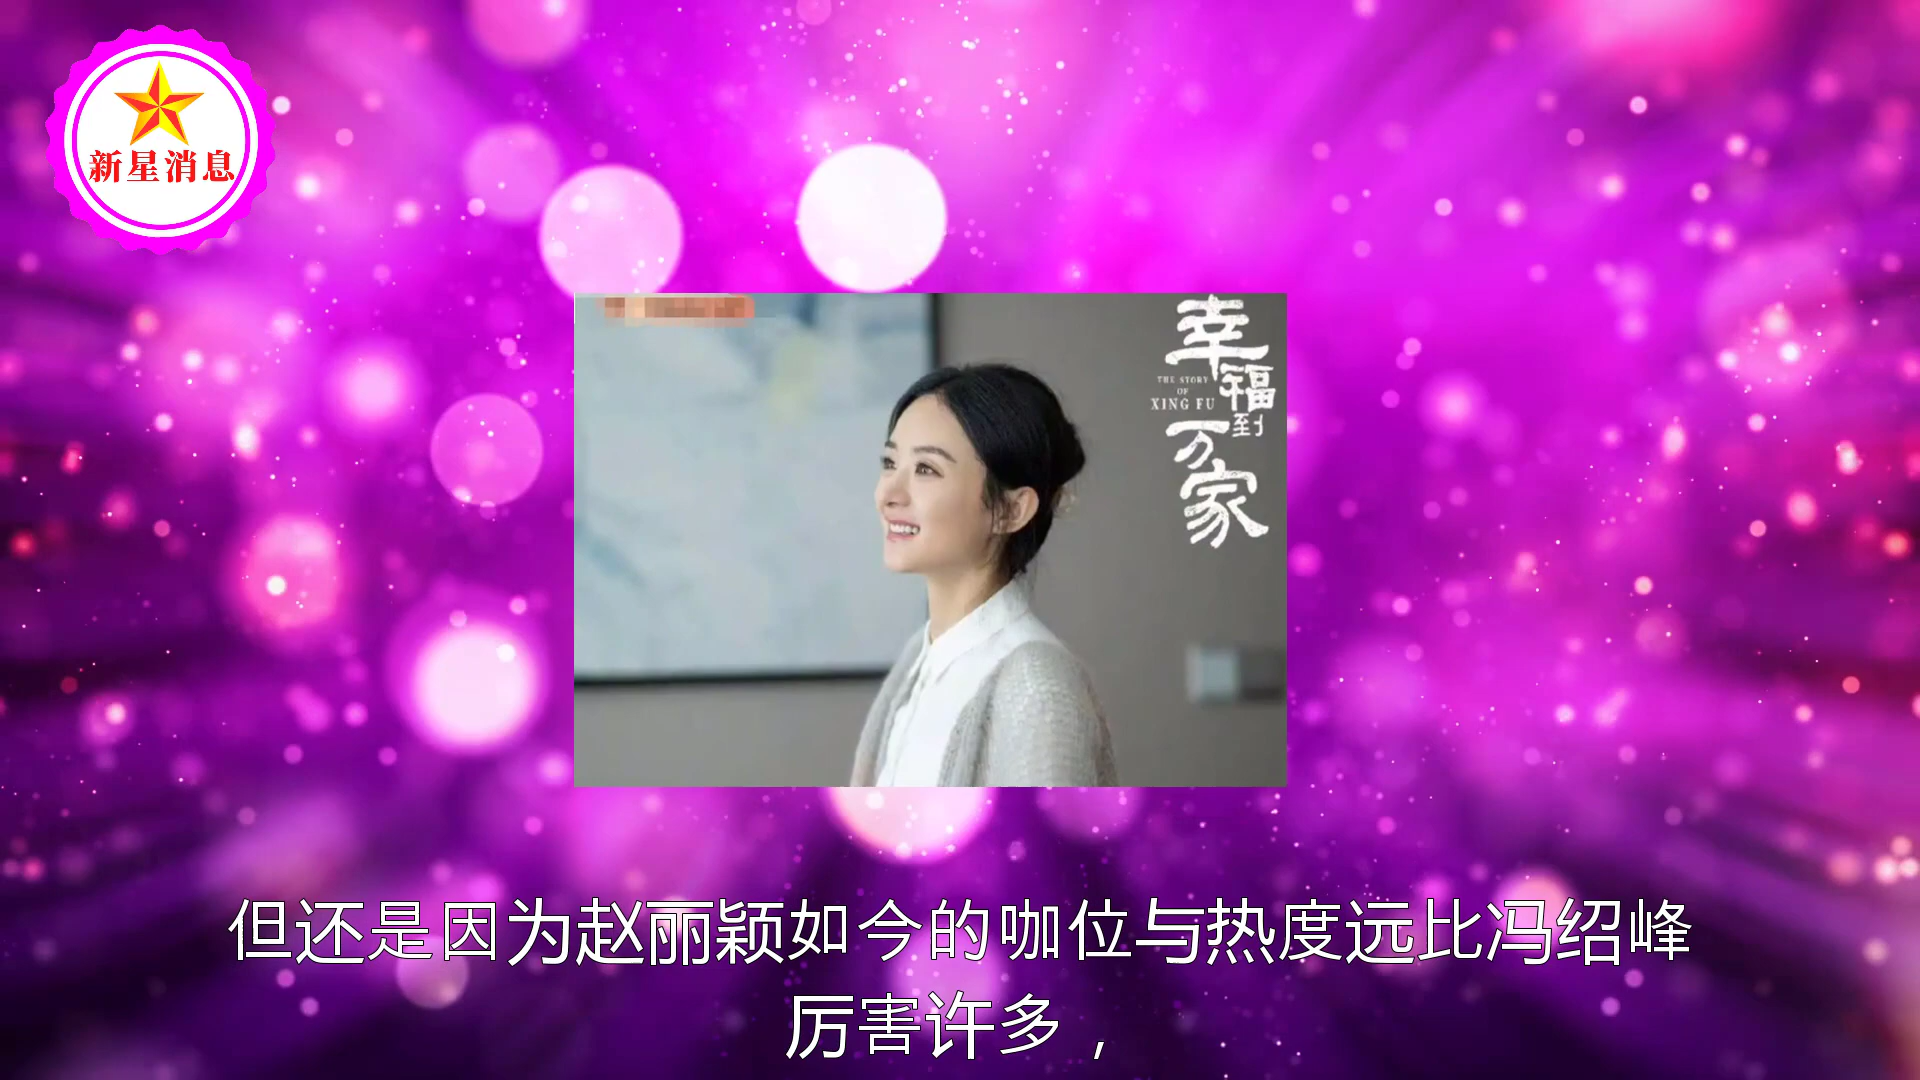 新星消息
幸福到万家
THE STORY
OF
XING FU
但还是因为赵丽颖如今的咖位与热度远比冯绍峰
厉害许多，